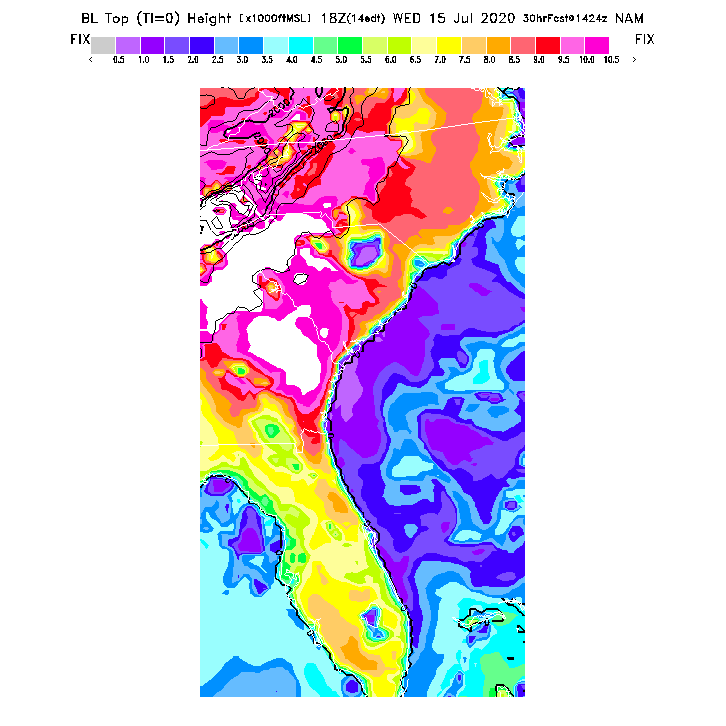 BL Top (TI=0) Height [x1000ftMSL] 18Z(14edt) WED 15 Jul 2020 30hrFcst@1424z NAM
FIX FIX
< 0.5 1.0 1.5 2.0 2.5 3.0 3.5 4.0 4.5 5.0 5.5 6.0 6.5 7.0 7.5 8.0 8.5 9.0 9.5 10.0 10.5 >